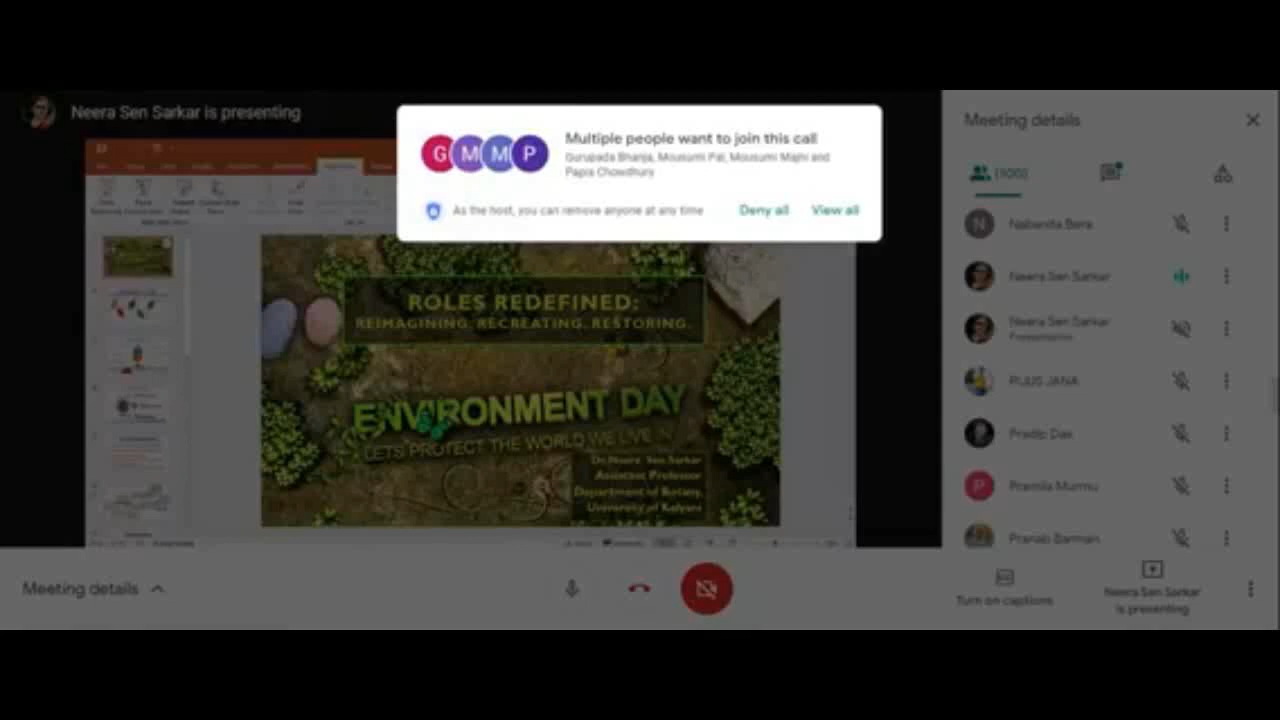 Neera Sen Sarkar is presenting
G M M P
Multiple people want to join this call
Gurupada Bhanja, Mousumi Pal, Mousumi Majhi and
Papia Chowdhury
As the host, you can remove anyone at any time
Deny all
View all
ROLES REDEFINED:
REIMAGINING. RECREATING. RESTORING.
ENVIRONMENT DAY
LETS PROTECT THE WORLD WE LIVE IN
Dr. Neera Sen Sarkar
Assistant Professor
Department of Botany,
University of Kalyani
Meeting details
(100)
N Nabanita Bera
Neera Sen Sarkar
Neera Sen Sarkar
Presentation
PIJUS JANA
Pradip Das
P Pramila Murmu
Pranab Barman
Meeting details
Turn on captions
Neera Sen Sarkar
is presenting